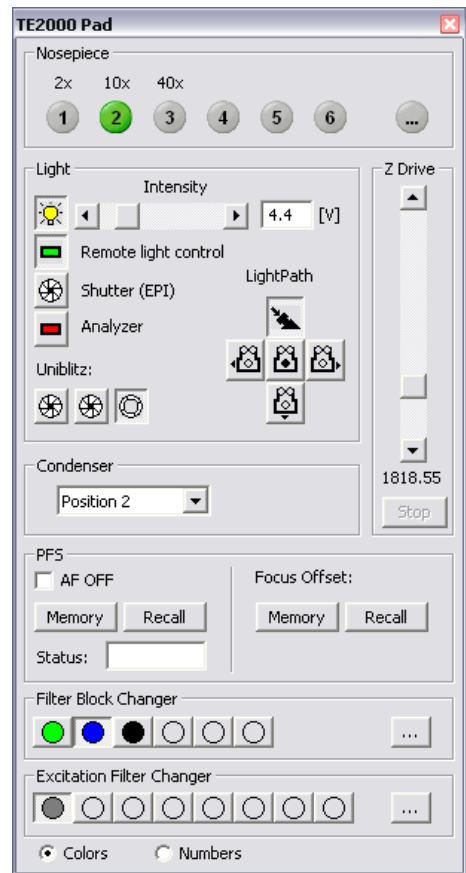 TE2000 Pad
Nosepiece
2x 10x 40x
1 2 3 4 5 6 ...
Light
Intensity
4.4 [V]
Remote light control
Shutter (EPI)
Analyzer
LightPath
Uniblitz:
Z Drive
1818.55
Stop
Condenser
Position 2
PFS
AF OFF
Memory Recall
Status:
Focus Offset:
Memory Recall
Filter Block Changer
...
Excitation Filter Changer
...
Colors Numbers